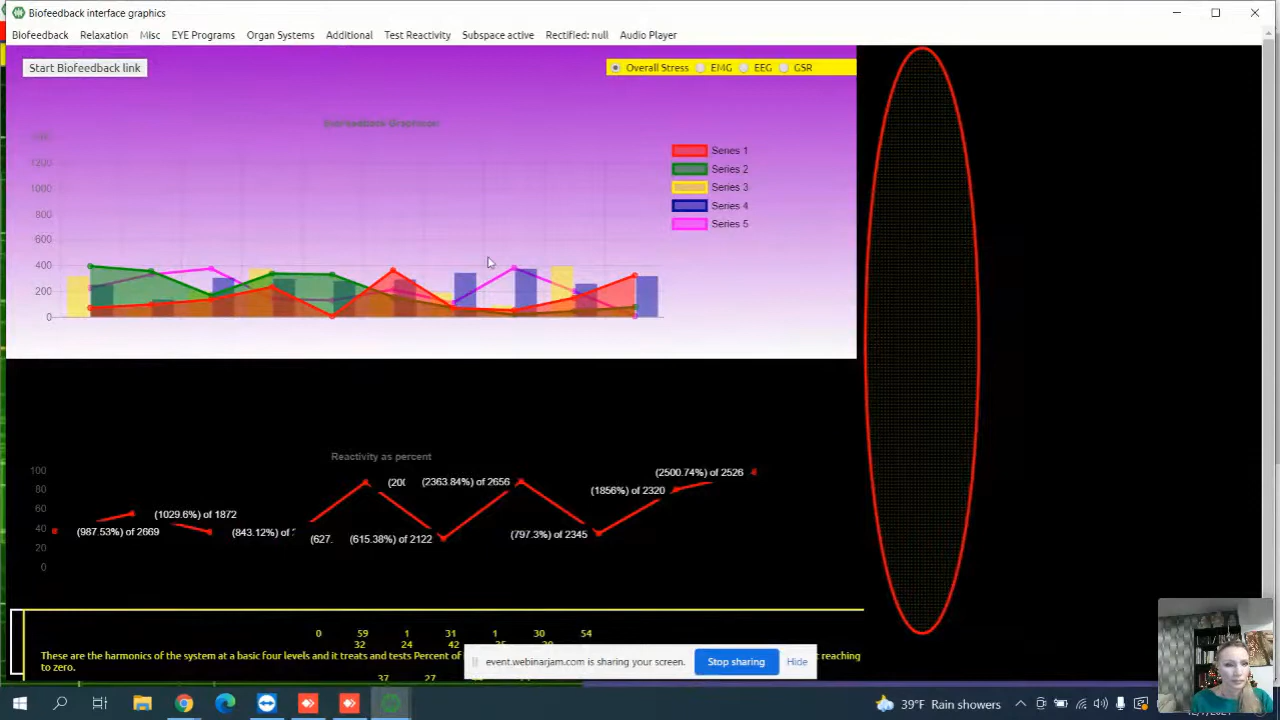 Biofeedback interface graphics
Biofeedback Relaxation Misc EYE Programs Organ Systems Additional Test Reactivity Subspace active Rectified: null Audio Player
Start Biofeedback link
Overall Stress EMG EEG GSR
Biofeedback Graphics:
Series 1
Series 2
Series 3
Series 4
Series 5
1200
1000
800
600
400
200
0
Reactivity as percent
100
80
60
40
20
0
(987.53%) of 2669
(1029.6%) of 1872
(843.12%) of
(627.
(20
(615.38%) of 2122
(2363.84%) of 2656
(797.3%) of 2345
(1856%) of 2320
(2500.74%) of 2526
0 59 1 31 1 30 54
32 24 42
These are the harmonics of the system at a basic four levels and it treats and tests Percent of
reaching
to zero.
37 27
event.webinarjam.com is sharing your screen.
Stop sharing
Hide
39°F Rain showers